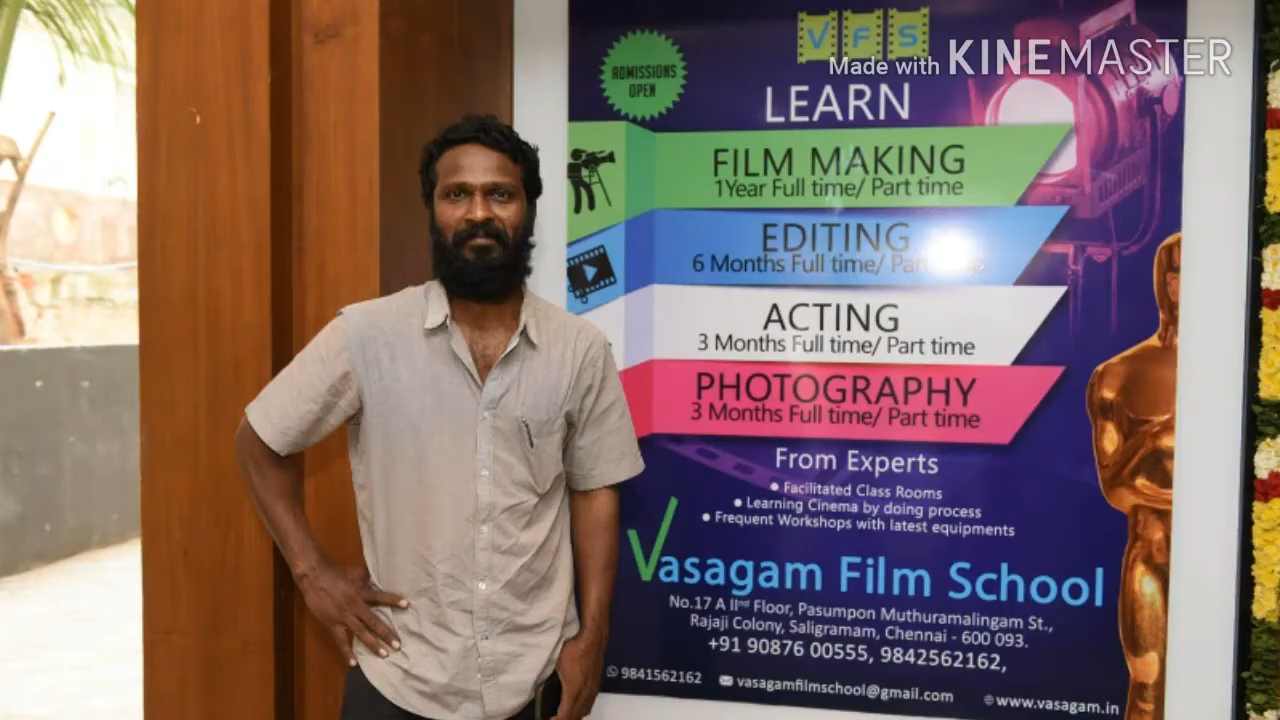 VFS
Made with KINEMASTER
ADMISSIONS
OPEN
LEARN
FILM MAKING
1Year Full time/ Part time
EDITING
6 Months Full time/ Part
ACTING
3 Months Full time/ Part time
PHOTOGRAPHY
3 Months Full time/ Part time
From Experts
● Facilitated Class Rooms
● Learning Cinema by doing process
● Frequent Workshops with latest equipments
Vasagam Film School
No.17 A IInd Floor, Pasumpon Muthuramalingam St.,
Rajaji Colony, Saligramam, Chennai - 600 093.
+91 90876 00555, 9842562162,
9841562162 vasagamfilmschool@gmail.com www.vasagam.in